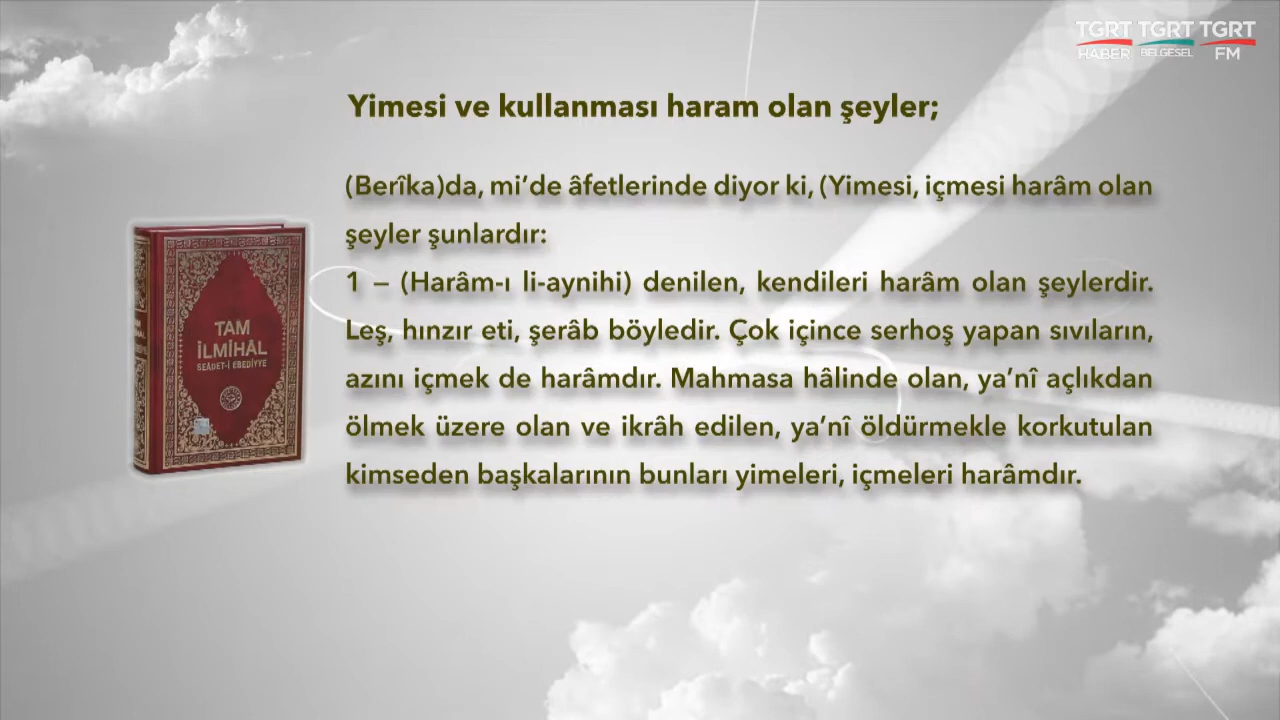 TGRT TGRT TGRT
HABER BELGESEL FM
Yimesi ve kullanması haram olan şeyler;
(Berîka)da, mi’de âfetlerinde diyor ki, (Yimesi, içmesi harâm olan
şeyler şunlardır:
1 – (Harâm-ı li-aynihi) denilen, kendileri harâm olan şeylerdir.
Leş, hınzır eti, şerâb böyledir. Çok içince serhoş yapan sıvıların,
azını içmek de harâmdır. Mahmasa hâlinde olan, ya’nî açlıkdan
ölmek üzere olan ve ikrâh edilen, ya’nî öldürmekle korkutulan
kimseden başkalarının bunları yimeleri, içmeleri harâmdır.
TAM
İLMİHÂL
SEÂDET-İ EBEDİYYE